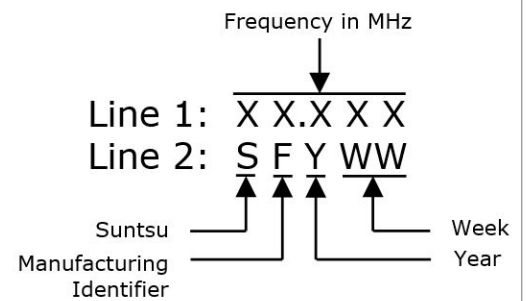 Frequency in MHz
Line 1: X X.X X X
Line 2: S F Y WW
Suntsu
Week
Manufacturing
Identifier
Year